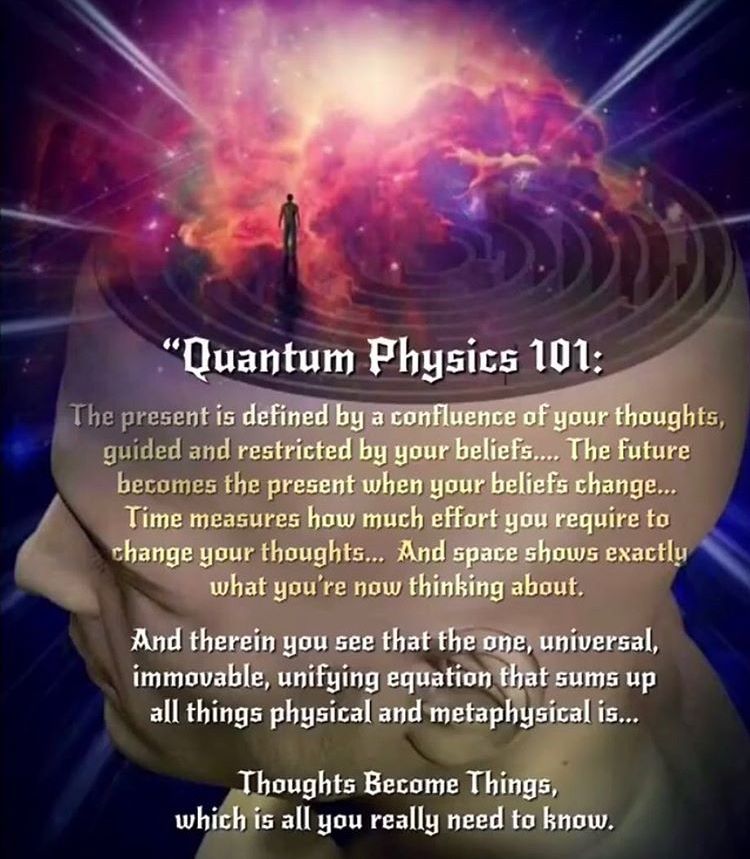 “Quantum Physics 101:
The present is defined by a confluence of your thoughts,
guided and restricted by your beliefs.... The future
becomes the present when your beliefs change...
Time measures how much effort you require to
change your thoughts... And space shows exactly
what you're now thinking about.
And therein you see that the one, universal,
immovable, unifying equation that sums up
all things physical and metaphysical is...
Thoughts Become Things,
which is all you really need to know.